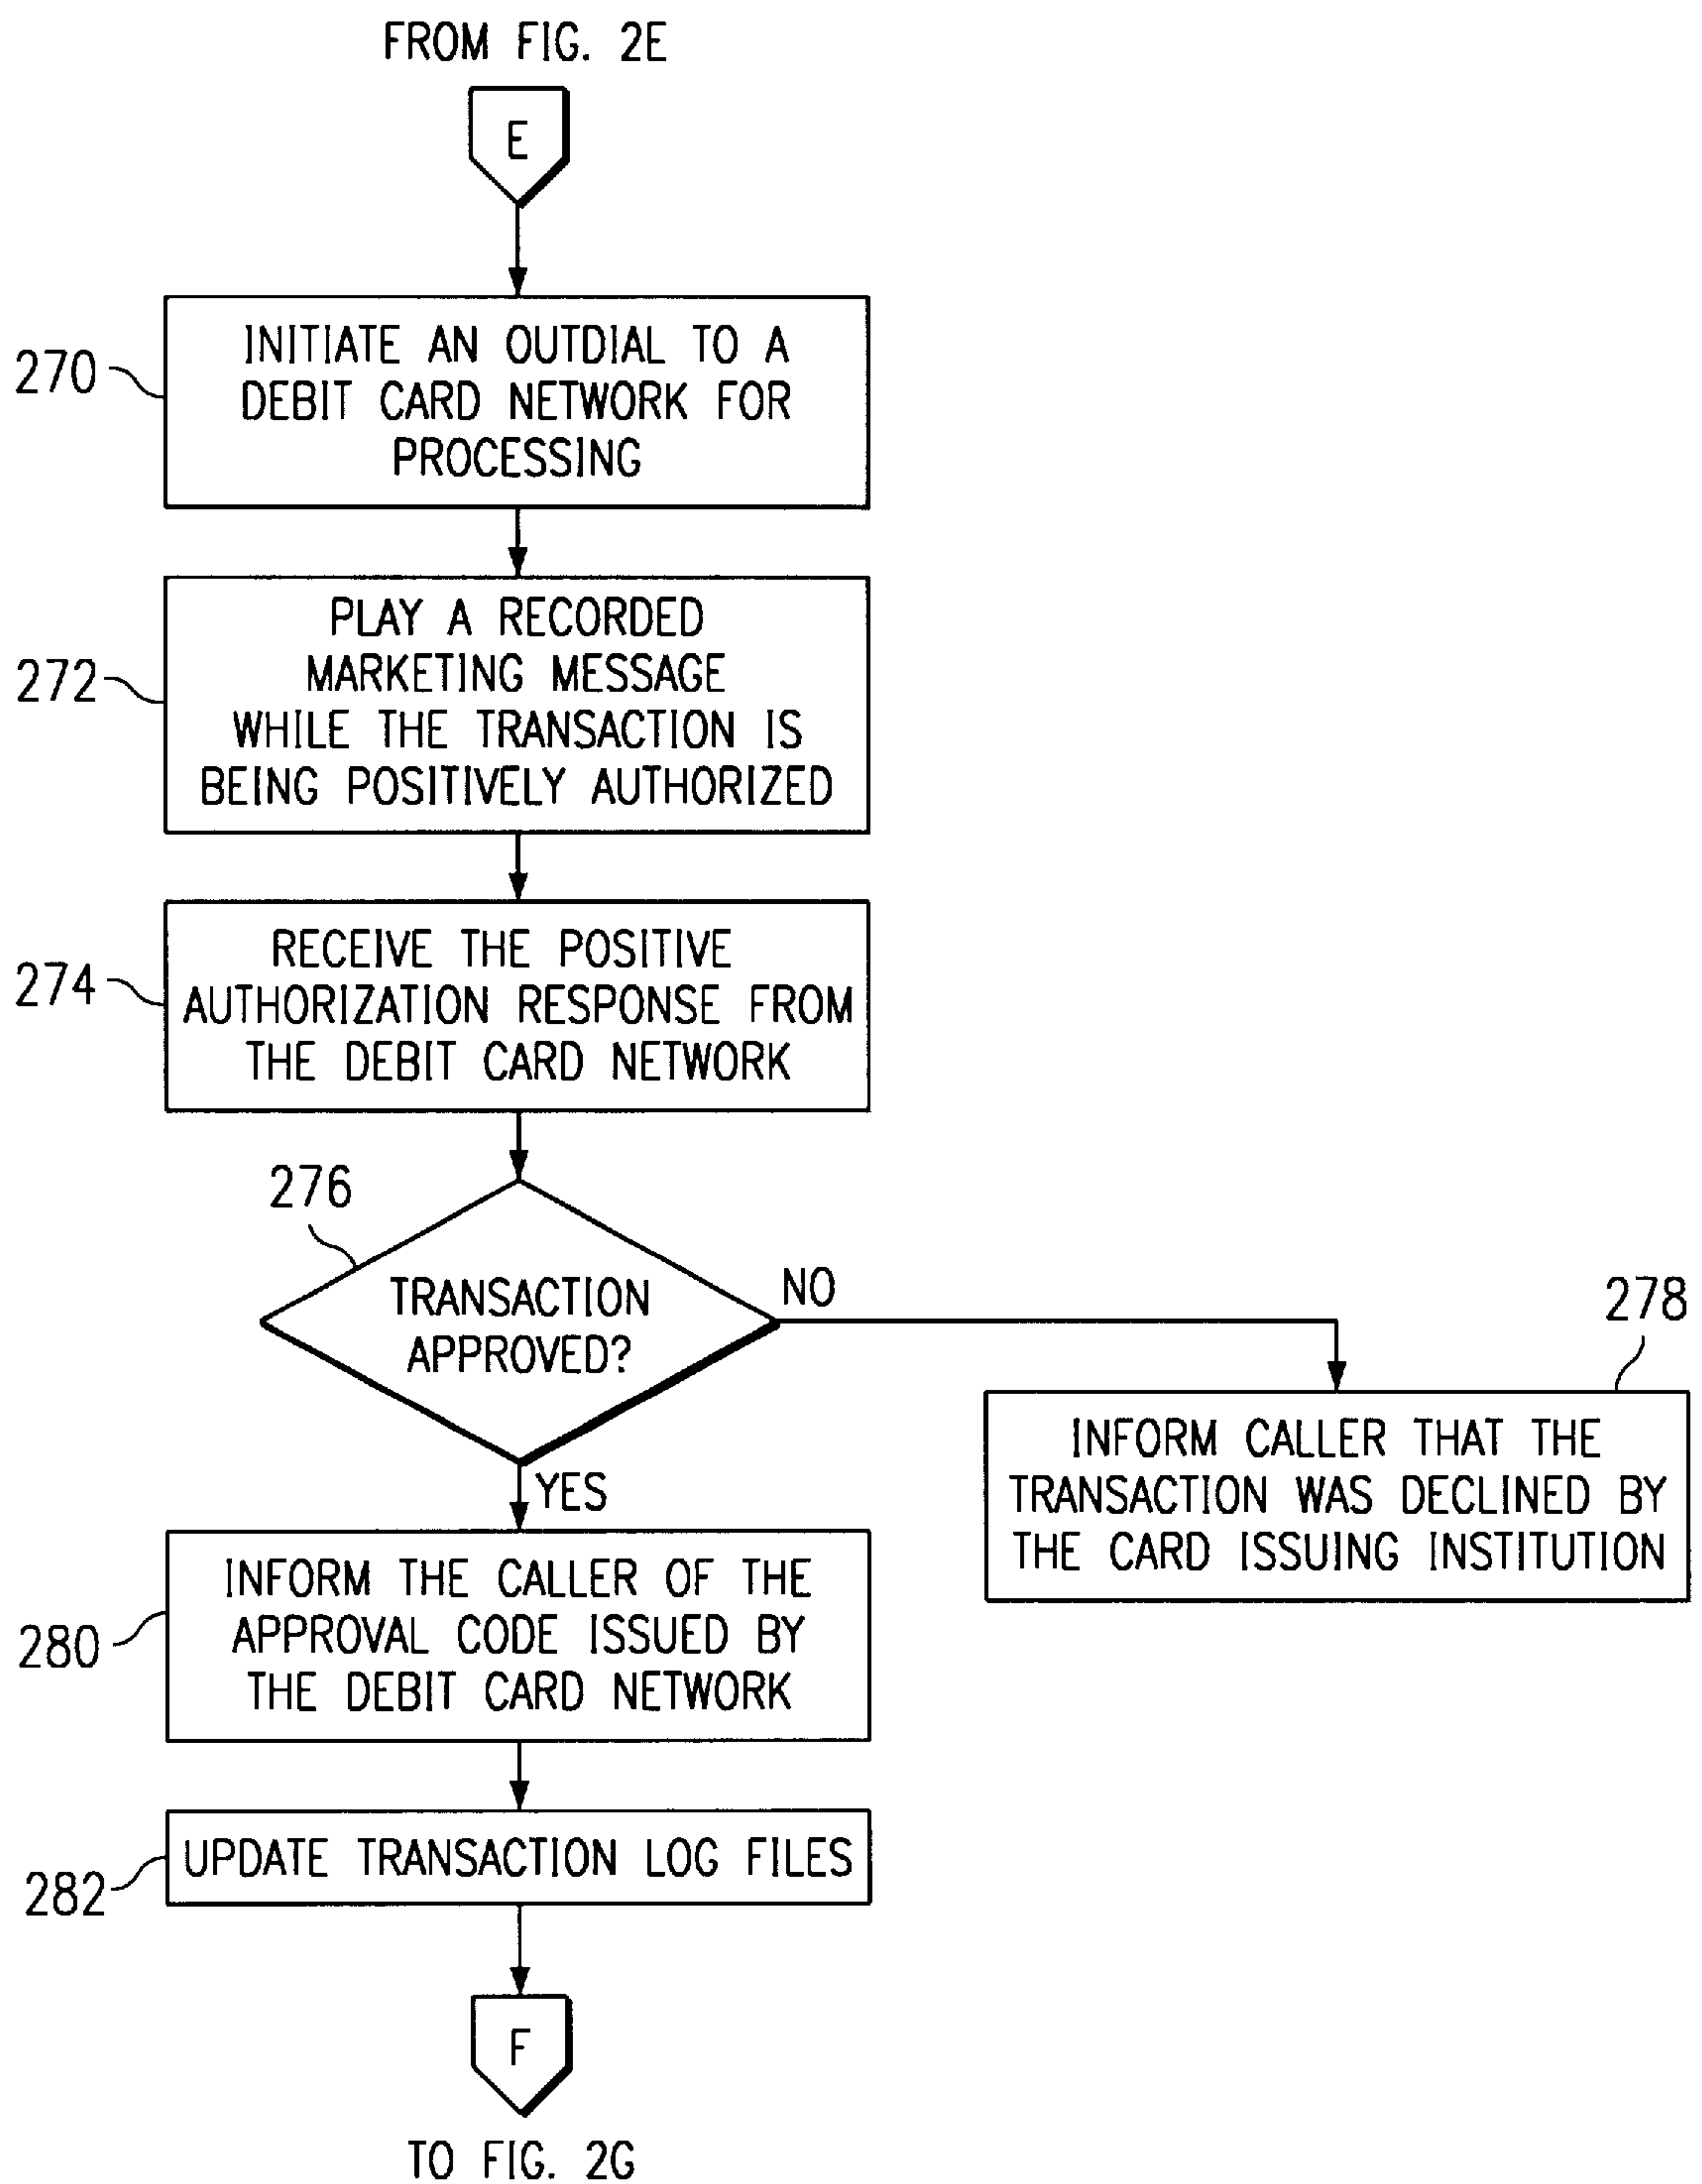 FROM FIG. 2E
E
270
INITIATE AN OUTDIAL TO A
DEBIT CARD NETWORK FOR
PROCESSING
272
PLAY A RECORDED
MARKETING MESSAGE
WHILE THE TRANSACTION IS
BEING POSITIVELY AUTHORIZED
274
RECEIVE THE POSITIVE
AUTHORIZATION RESPONSE FROM
THE DEBIT CARD NETWORK
276
TRANSACTION
APPROVED?
NO
278
INFORM CALLER THAT THE
TRANSACTION WAS DECLINED BY
THE CARD ISSUING INSTITUTION
YES
280
INFORM THE CALLER OF THE
APPROVAL CODE ISSUED BY
THE DEBIT CARD NETWORK
282
UPDATE TRANSACTION LOG FILES
F
TO FIG. 2G